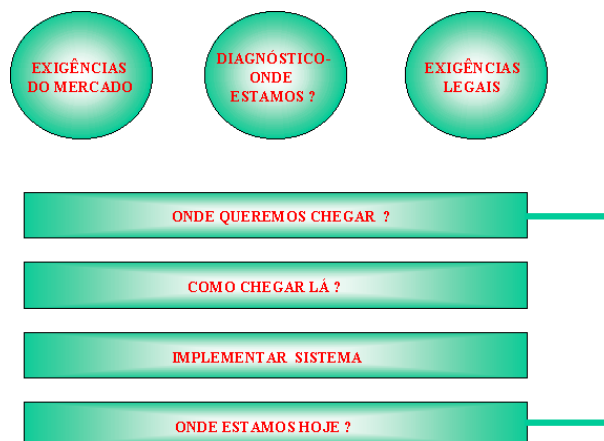 EXIGÊNCIAS
DO MERCADO
DIAGNÓSTICO-
ONDE
ESTAMOS ?
EXIGÊNCIAS
LEGAIS
ONDE QUEREMOS CHEGAR ?
COMO CHEGAR LÁ ?
IMPLEMENTAR SISTEMA
ONDE ESTAMOS HOJE ?